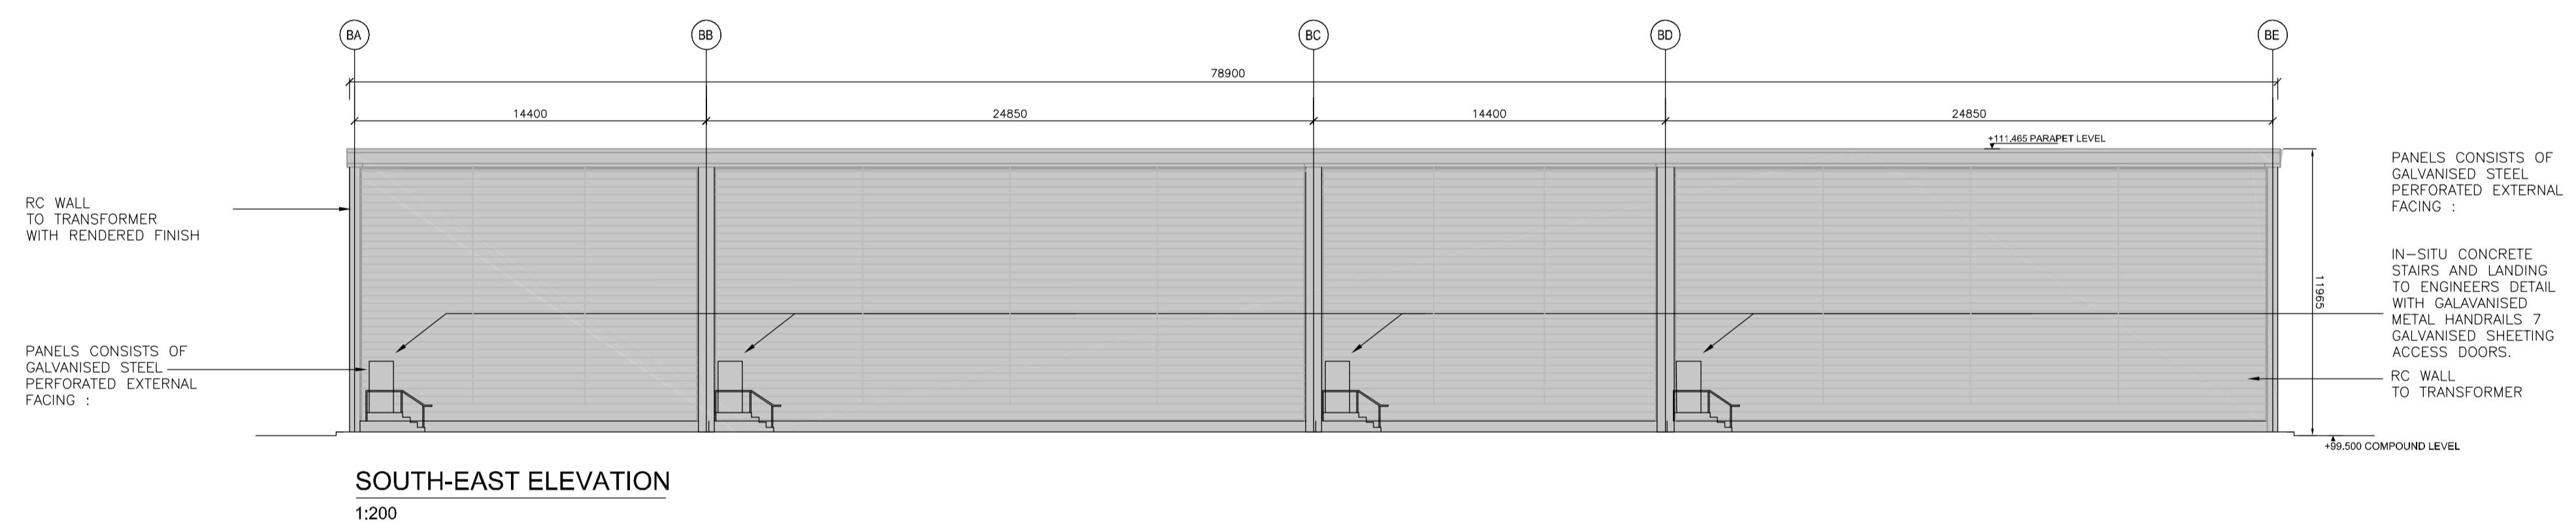 BA
BB
BC
BD
BE
78900
14400
24850
14400
24850
+111.465 PARAPET LEVEL
RC WALL
TO TRANSFORMER
WITH RENDERED FINISH
PANELS CONSISTS OF
GALVANISED STEEL
PERFORATED EXTERNAL
FACING :
PANELS CONSISTS OF
GALVANISED STEEL
PERFORATED EXTERNAL
FACING :
IN-SITU CONCRETE
STAIRS AND LANDING
TO ENGINEERS DETAIL
WITH GALAVANISED
METAL HANDRAILS 7
GALVANISED SHEETING
ACCESS DOORS.
RC WALL
TO TRANSFORMER
11965
+99.500 COMPOUND LEVEL
SOUTH-EAST ELEVATION
1:200